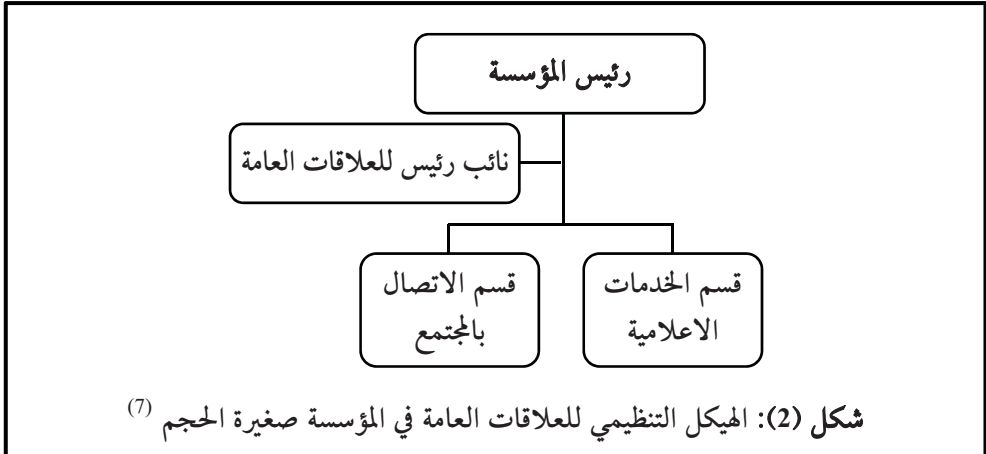 رئيس المؤسسة
نائب رئيس للعلاقات العامة
قسم الخدمات
الاعلامية
قسم الاتصال
بالمجتمع
شكل (2): الهيكل التنظيمي للعلاقات العامة في المؤسسة صغيرة الحجم (7)